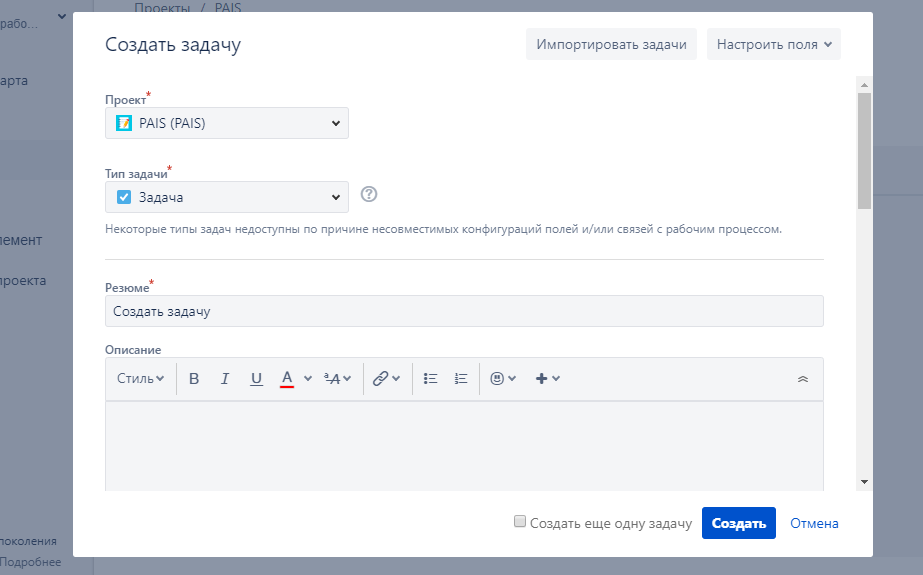 Проекты / PAIS
рабо...
арта
лемент
проекта
поколения
Подробнее
Создать задачу
Импортировать задачи
Настроить поля
Проект*
PAIS (PAIS)
Тип задачи*
Задача
Некоторые типы задач недоступны по причине несовместимых конфигураций полей и/или связей с рабочим процессом.
Резюме*
Создать задачу
Описание
Стиль B I U A ªA
Создать еще одну задачу Создать Отмена